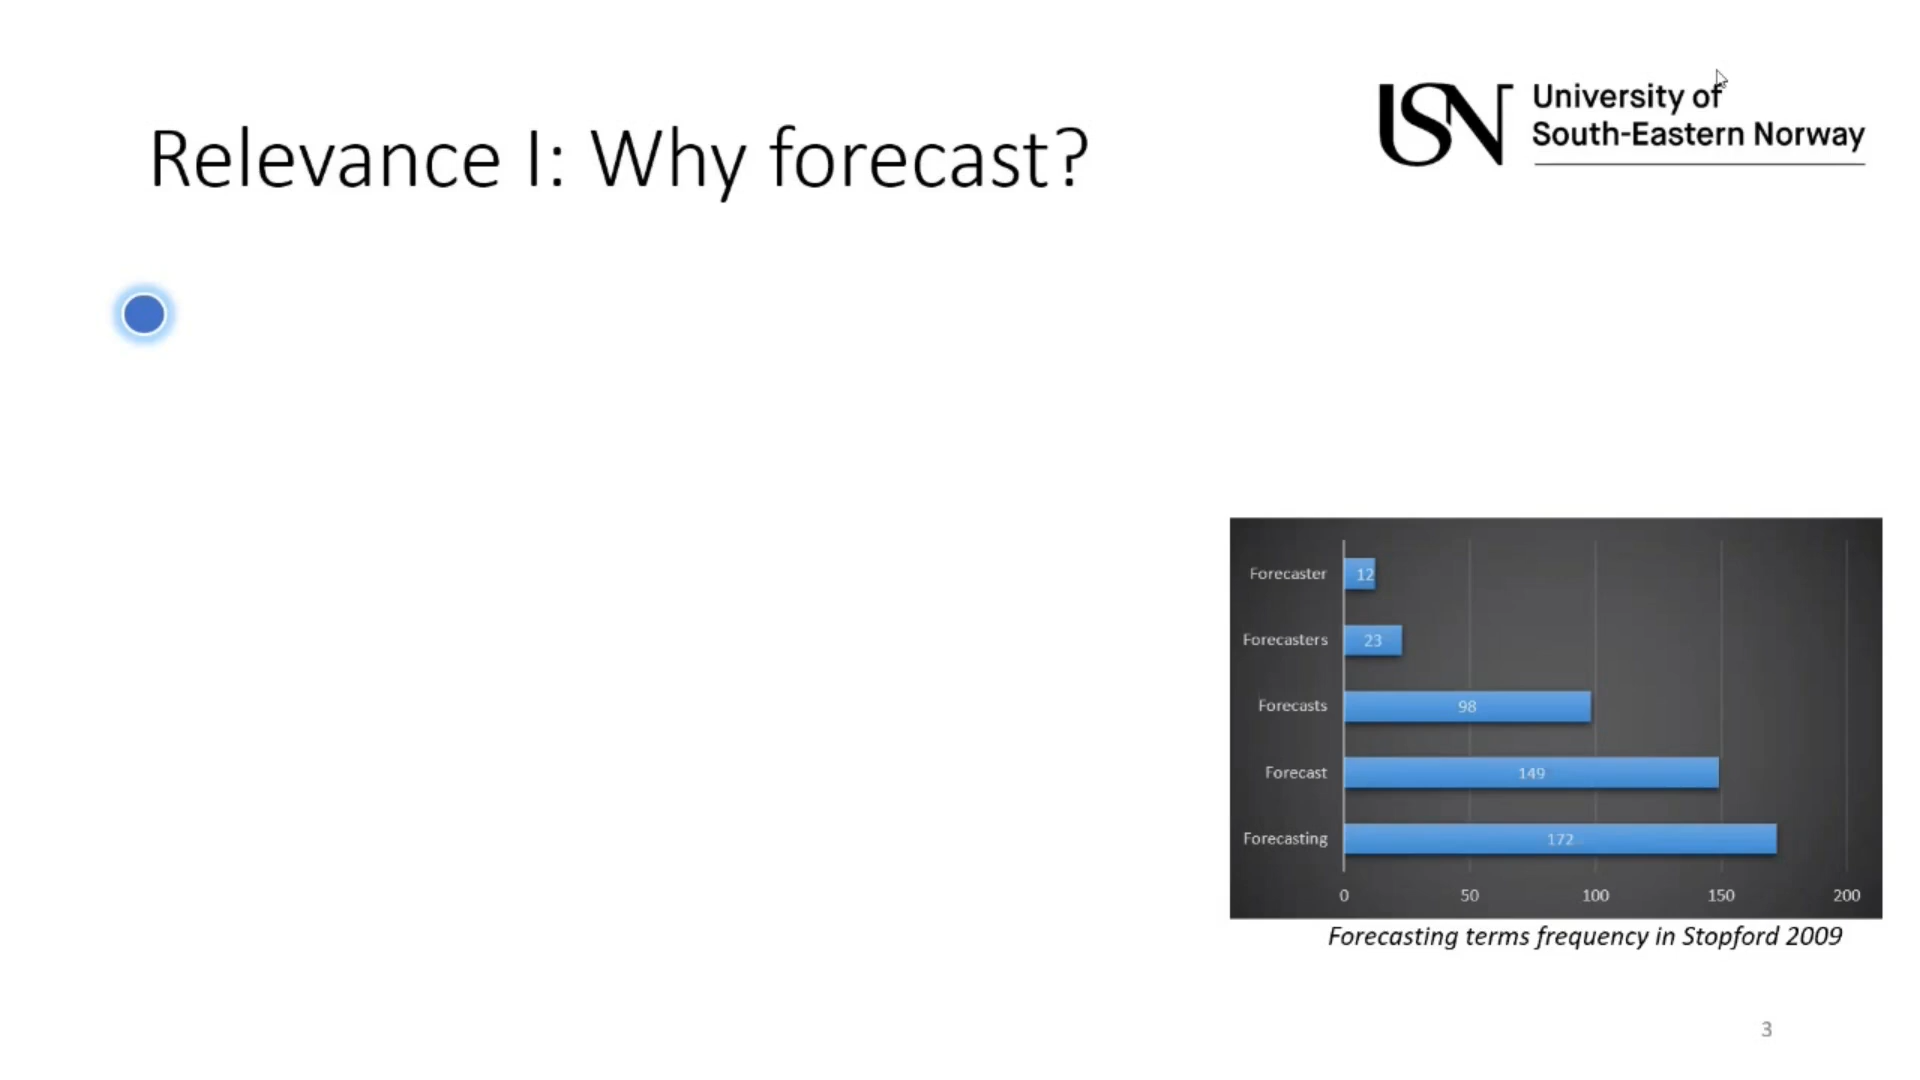 Relevance I: Why forecast?
USN
University of
South-Eastern Norway
Forecaster 12
Forecasters 23
Forecasts 98
Forecast 149
Forecasting 172
0 50 100 150 200
Forecasting terms frequency in Stopford 2009
3